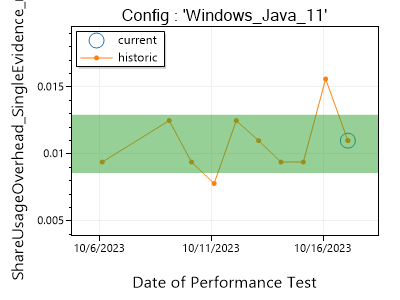 Config : 'Windows_Java_11'
current
historic
ShareUsageOverhead_SingleEvidence_
0.015
0.01
0.005
10/6/2023
10/11/2023
10/16/2023
Date of Performance Test